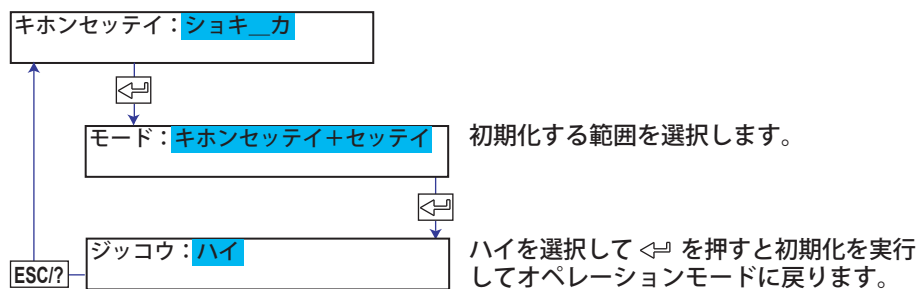 キホンセッテイ：ショキ__カ
モード：キホンセッテイ＋セッテイ
初期化する範囲を選択します。
ジッコウ：ハイ
ハイを選択して を押すと初期化を実行
してオペレーションモードに戻ります。
ESC/?